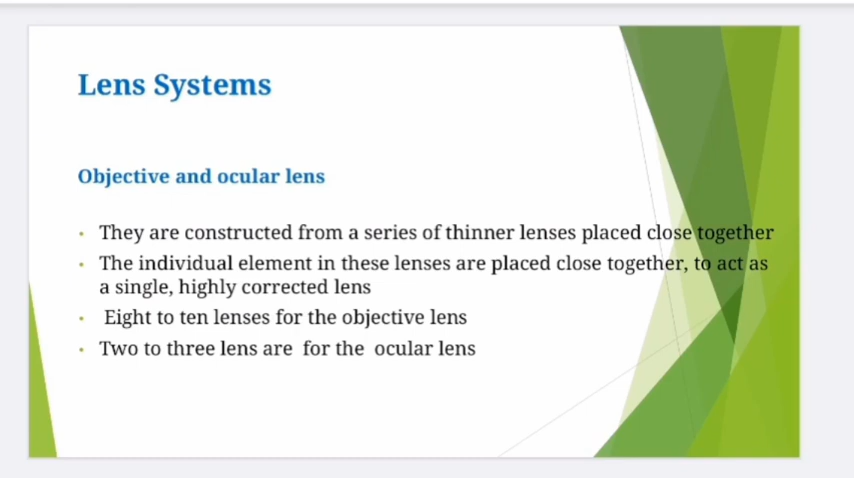 Lens Systems
Objective and ocular lens
• They are constructed from a series of thinner lenses placed close together
• The individual element in these lenses are placed close together, to act as
a single, highly corrected lens
• Eight to ten lenses for the objective lens
• Two to three lens are for the ocular lens